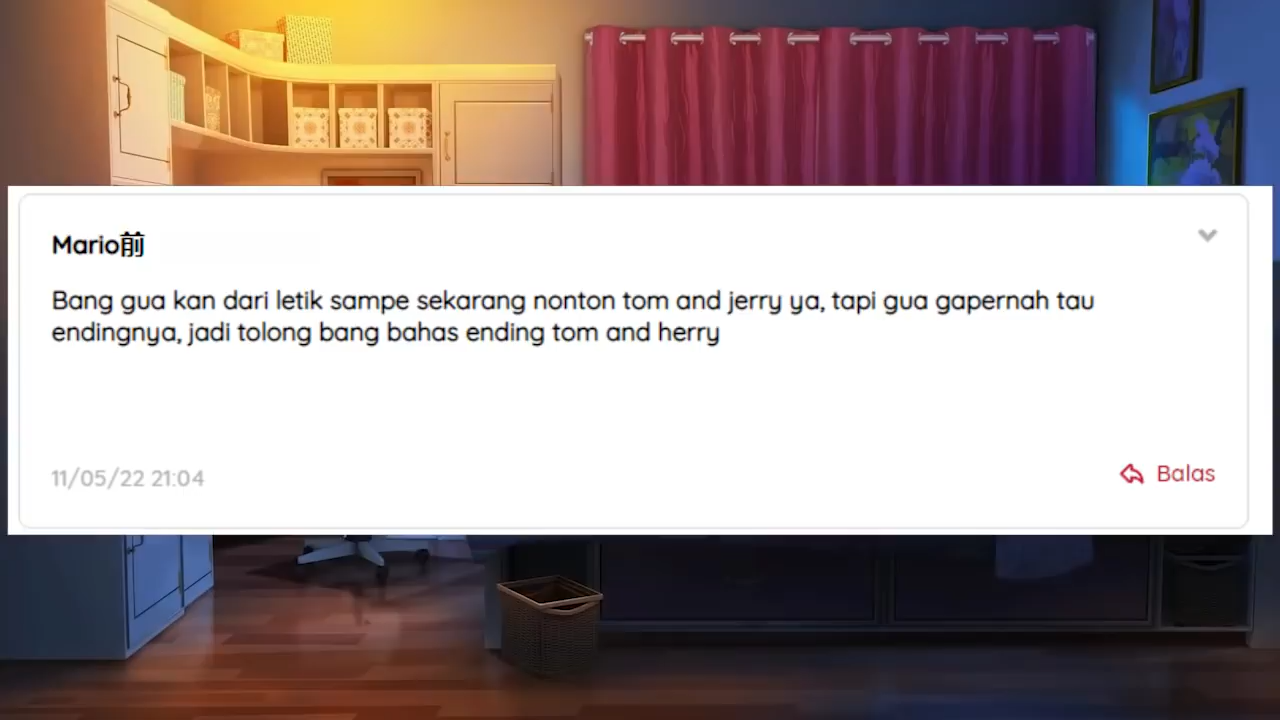 Mario前
Bang gua kan dari letik sampe sekarang nonton tom and jerry ya, tapi gua gapernah tau
endingnya, jadi tolong bang bahas ending tom and herry
11/05/22 21:04
Balas